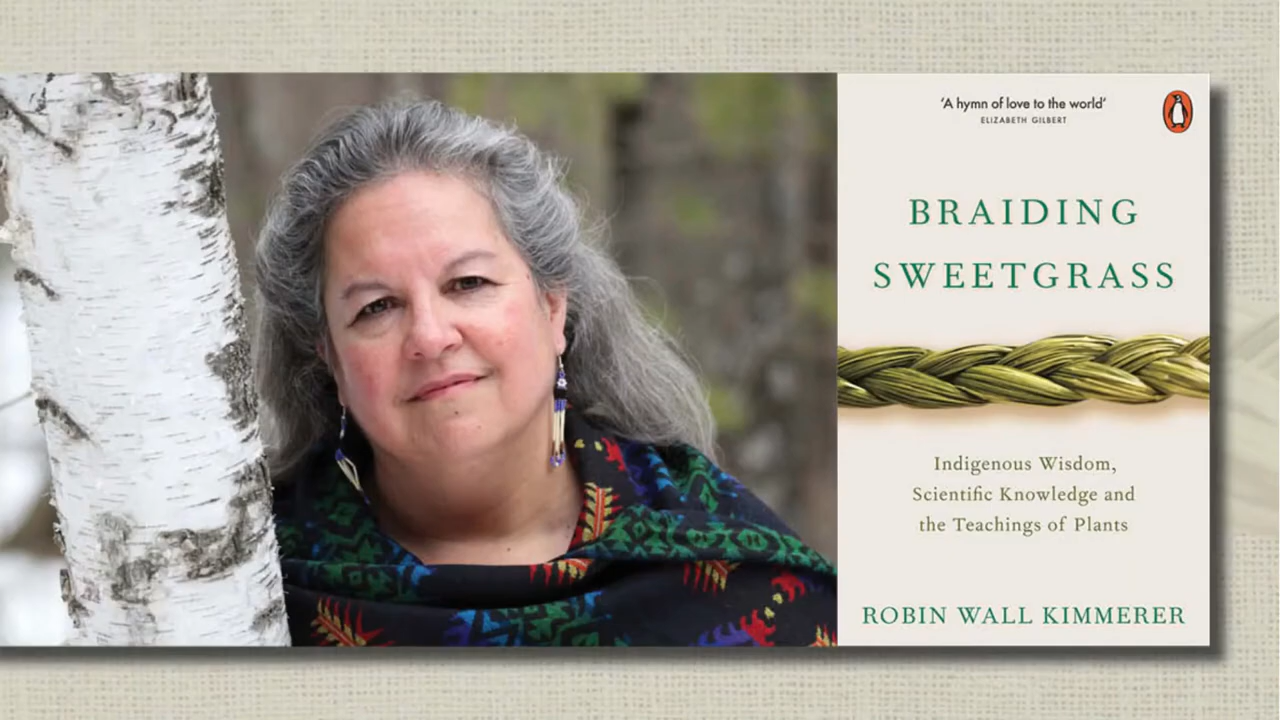 ‘A hymn of love to the world’
ELIZABETH GILBERT
BRAIDING
SWEETGRASS
Indigenous Wisdom,
Scientific Knowledge and
the Teachings of Plants
ROBIN WALL KIMMERER